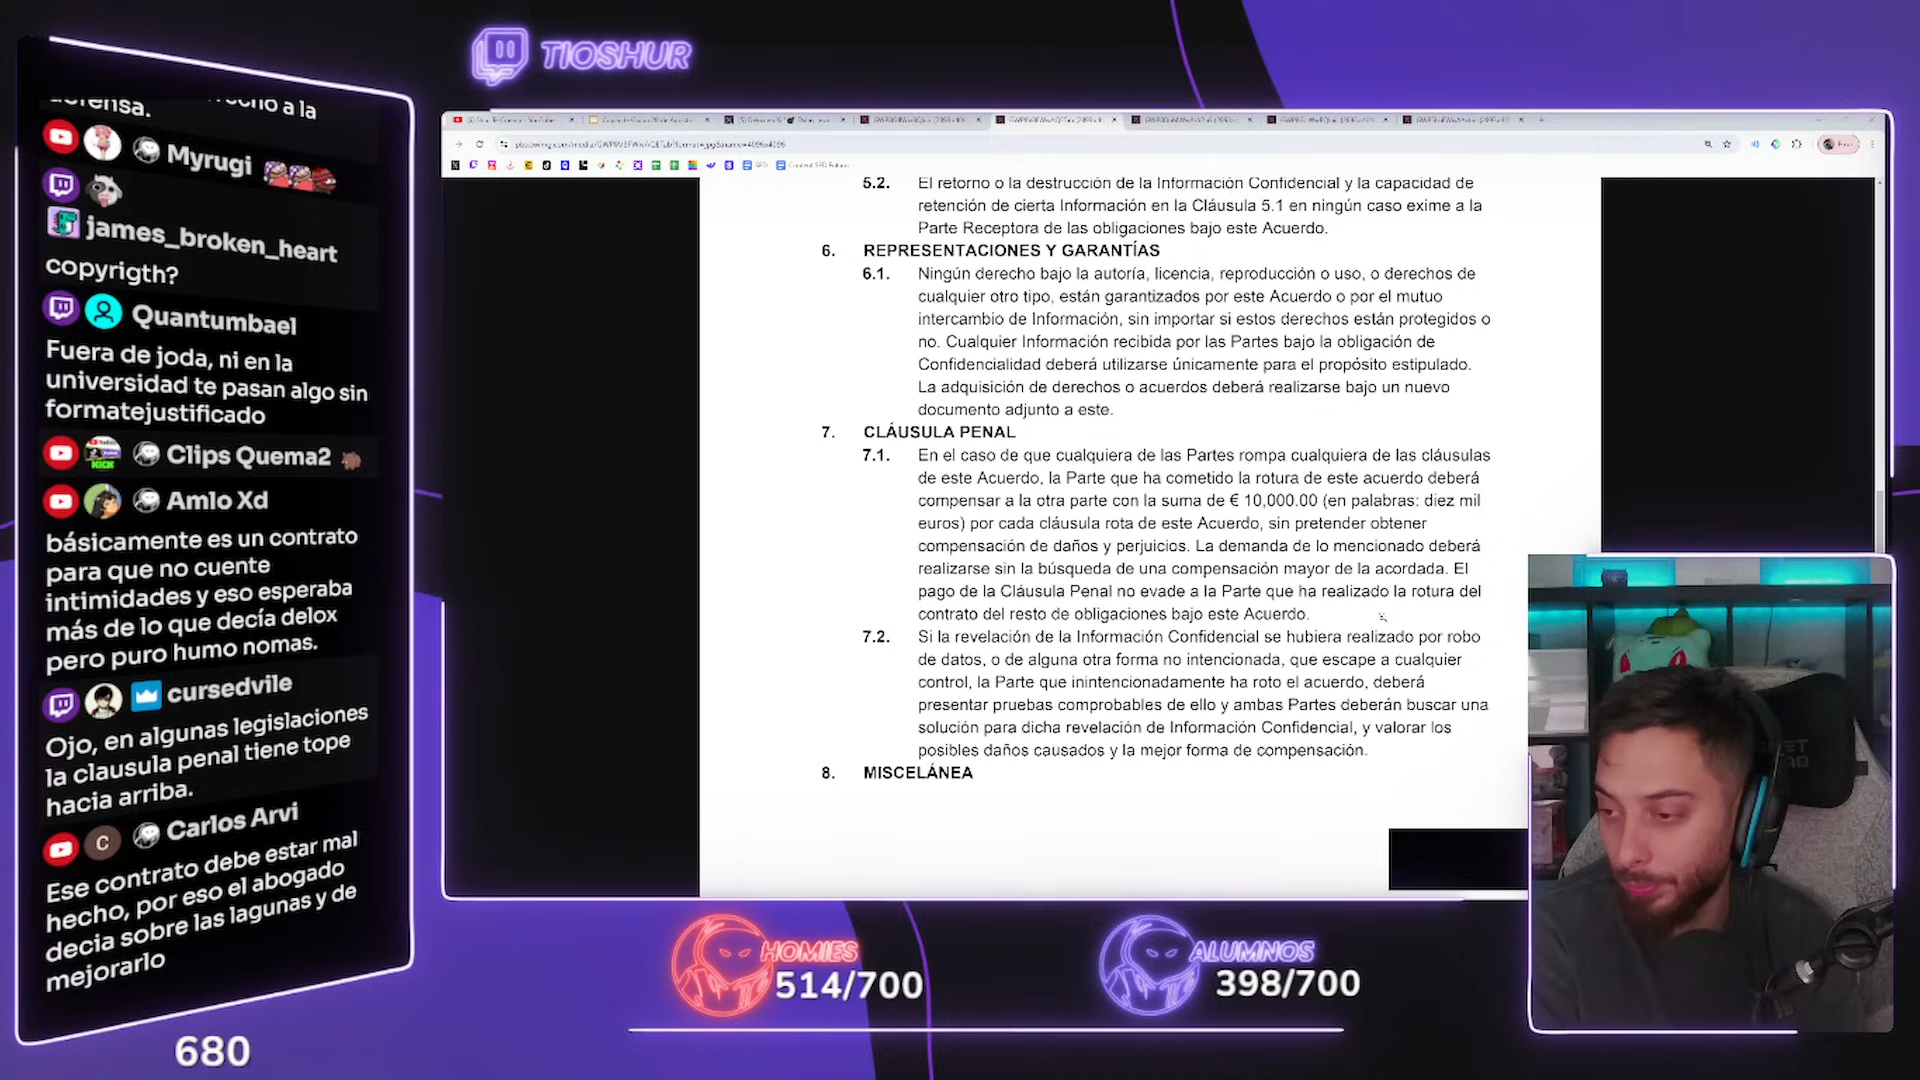 TIOSHUR
echo a la
defensa.
Myrugi
james_broken_heart
copyrigth?
Quantumbael
Fuera de joda, ni en la
universidad te pasan algo sin
formatejustificado
Clips Quema2
Amlo Xd
básicamente es un contrato
para que no cuente
intimidades y eso esperaba
más de lo que decía delox
pero puro humo nomas.
cursedvile
Ojo, en algunas legislaciones
la clausula penal tiene tope
hacia arriba.
C
Carlos Arvi
Ese contrato debe estar mal
hecho, por eso el abogado
decia sobre las lagunas y de
mejorarlo
680
5.2. El retorno o la destrucción de la Información Confidencial y la capacidad de
retención de cierta Información en la Cláusula 5.1 en ningún caso exime a la
Parte Receptora de las obligaciones bajo este Acuerdo.
6. REPRESENTACIONES Y GARANTÍAS
6.1. Ningún derecho bajo la autoría, licencia, reproducción o uso, o derechos de
cualquier otro tipo, están garantizados por este Acuerdo o por el mutuo
intercambio de Información, sin importar si estos derechos están protegidos o
no. Cualquier Información recibida por las Partes bajo la obligación de
Confidencialidad deberá utilizarse únicamente para el propósito estipulado.
La adquisición de derechos o acuerdos deberá realizarse bajo un nuevo
documento adjunto a este.
7. CLÁUSULA PENAL
7.1. En el caso de que cualquiera de las Partes rompa cualquiera de las cláusulas
de este Acuerdo, la Parte que ha cometido la rotura de este acuerdo deberá
compensar a la otra parte con la suma de € 10,000.00 (en palabras: diez mil
euros) por cada cláusula rota de este Acuerdo, sin pretender obtener
compensación de daños y perjuicios. La demanda de lo mencionado deberá
realizarse sin la búsqueda de una compensación mayor de la acordada. El
pago de la Cláusula Penal no evade a la Parte que ha realizado la rotura del
contrato del resto de obligaciones bajo este Acuerdo.
7.2. Si la revelación de la Información Confidencial se hubiera realizado por robo
de datos, o de alguna otra forma no intencionada, que escape a cualquier
control, la Parte que inintencionadamente ha roto el acuerdo, deberá
presentar pruebas comprobables de ello y ambas Partes deberán buscar una
solución para dicha revelación de Información Confidencial, y valorar los
posibles daños causados y la mejor forma de compensación.
8. MISCELÁNEA
HOMIES
514/700
ALUMNOS
398/700